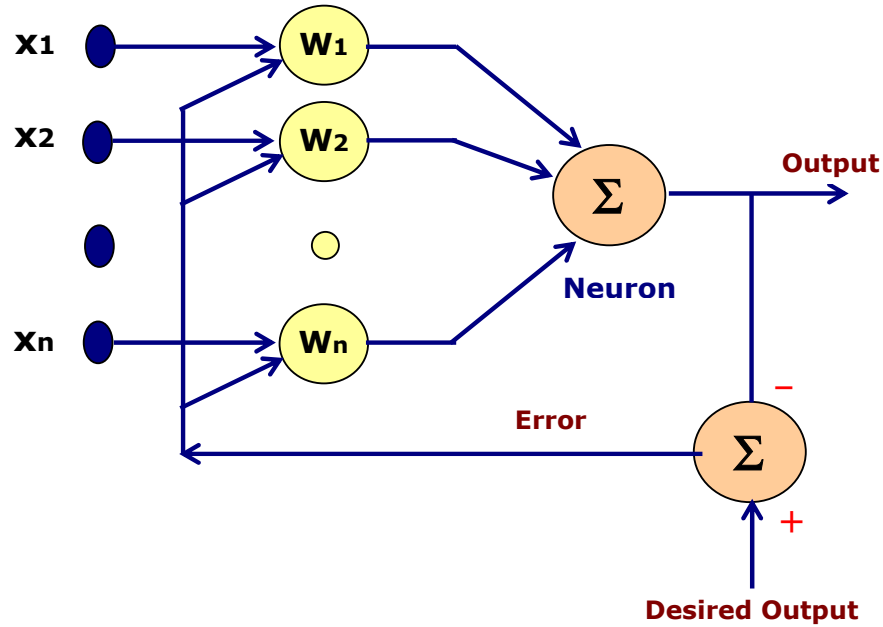 X1
W1
X2
W2
Output
Σ
Neuron
Xn
Wn
−
Error
Σ
+
Desired Output